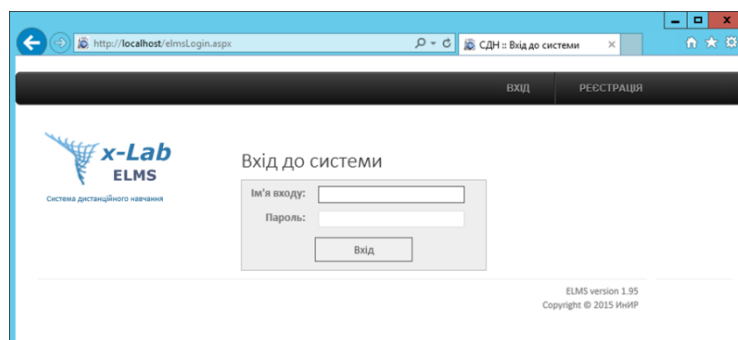 http://localhost/elmsLogin.aspx
СДН :: Вхід до системи
ВХІД РЕЄСТРАЦІЯ
x-Lab
ELMS
Система дистанційного навчання
Вхід до системи
Ім'я входу:
Пароль:
Вхід
ELMS version 1.95
Copyright © 2015 ИнИР